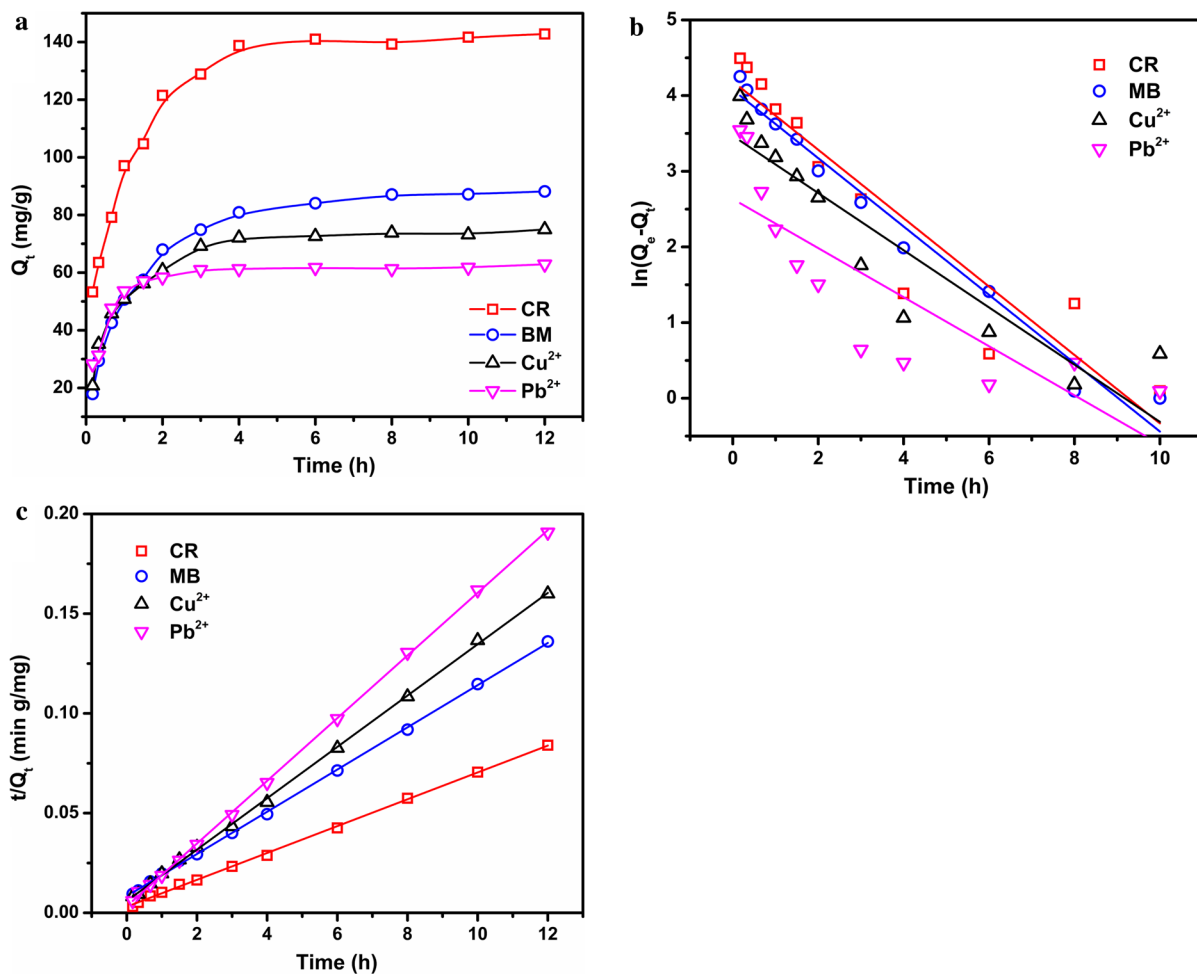 a
140
120
100
80
60
40
20
0
2
4
6
8
10
12
Q_t (mg/g)
Time (h)
CR
BM
Cu²⁺
Pb²⁺
b
5
4
3
2
1
0
0
2
4
6
8
10
ln(Q_e-Q_t)
Time (h)
CR
MB
Cu²⁺
Pb²⁺
c
0.20
0.15
0.10
0.05
0.00
0
2
4
6
8
10
12
t/Q_t (min g/mg)
Time (h)
CR
MB
Cu²⁺
Pb²⁺